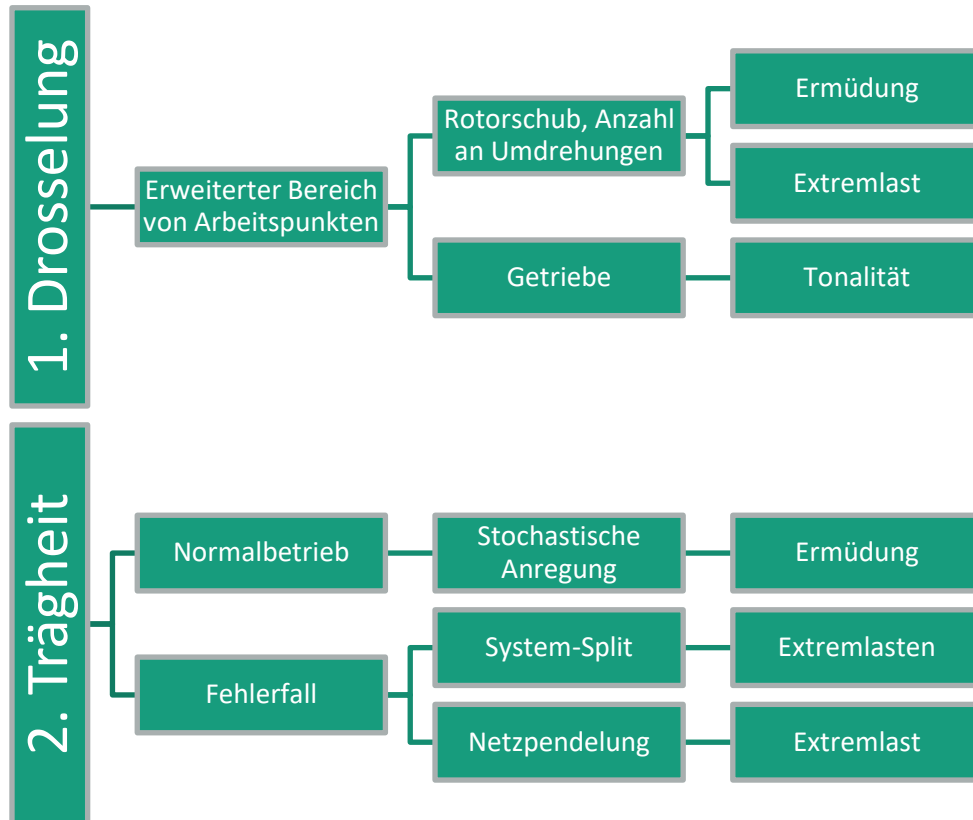 1. Drosselung
Erweiterter Bereich
von Arbeitspunkten
Rotorschub, Anzahl
an Umdrehungen
Ermüdung
Extremlast
Getriebe
Tonalität
2. Trägheit
Normalbetrieb
Stochastische
Anregung
Ermüdung
Fehlerfall
System-Split
Extremlasten
Netzpendelung
Extremlast